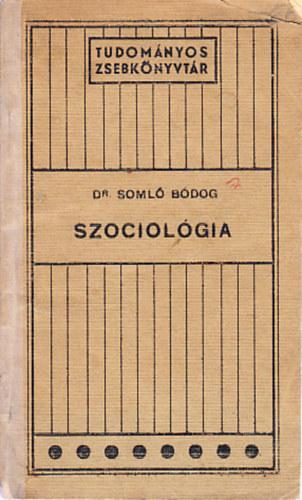 TUDOMÁNYOS
ZSEBKÖNYVTÁR
DR. SOMLÓ BÓDOG
SZOCIOLÓGIA